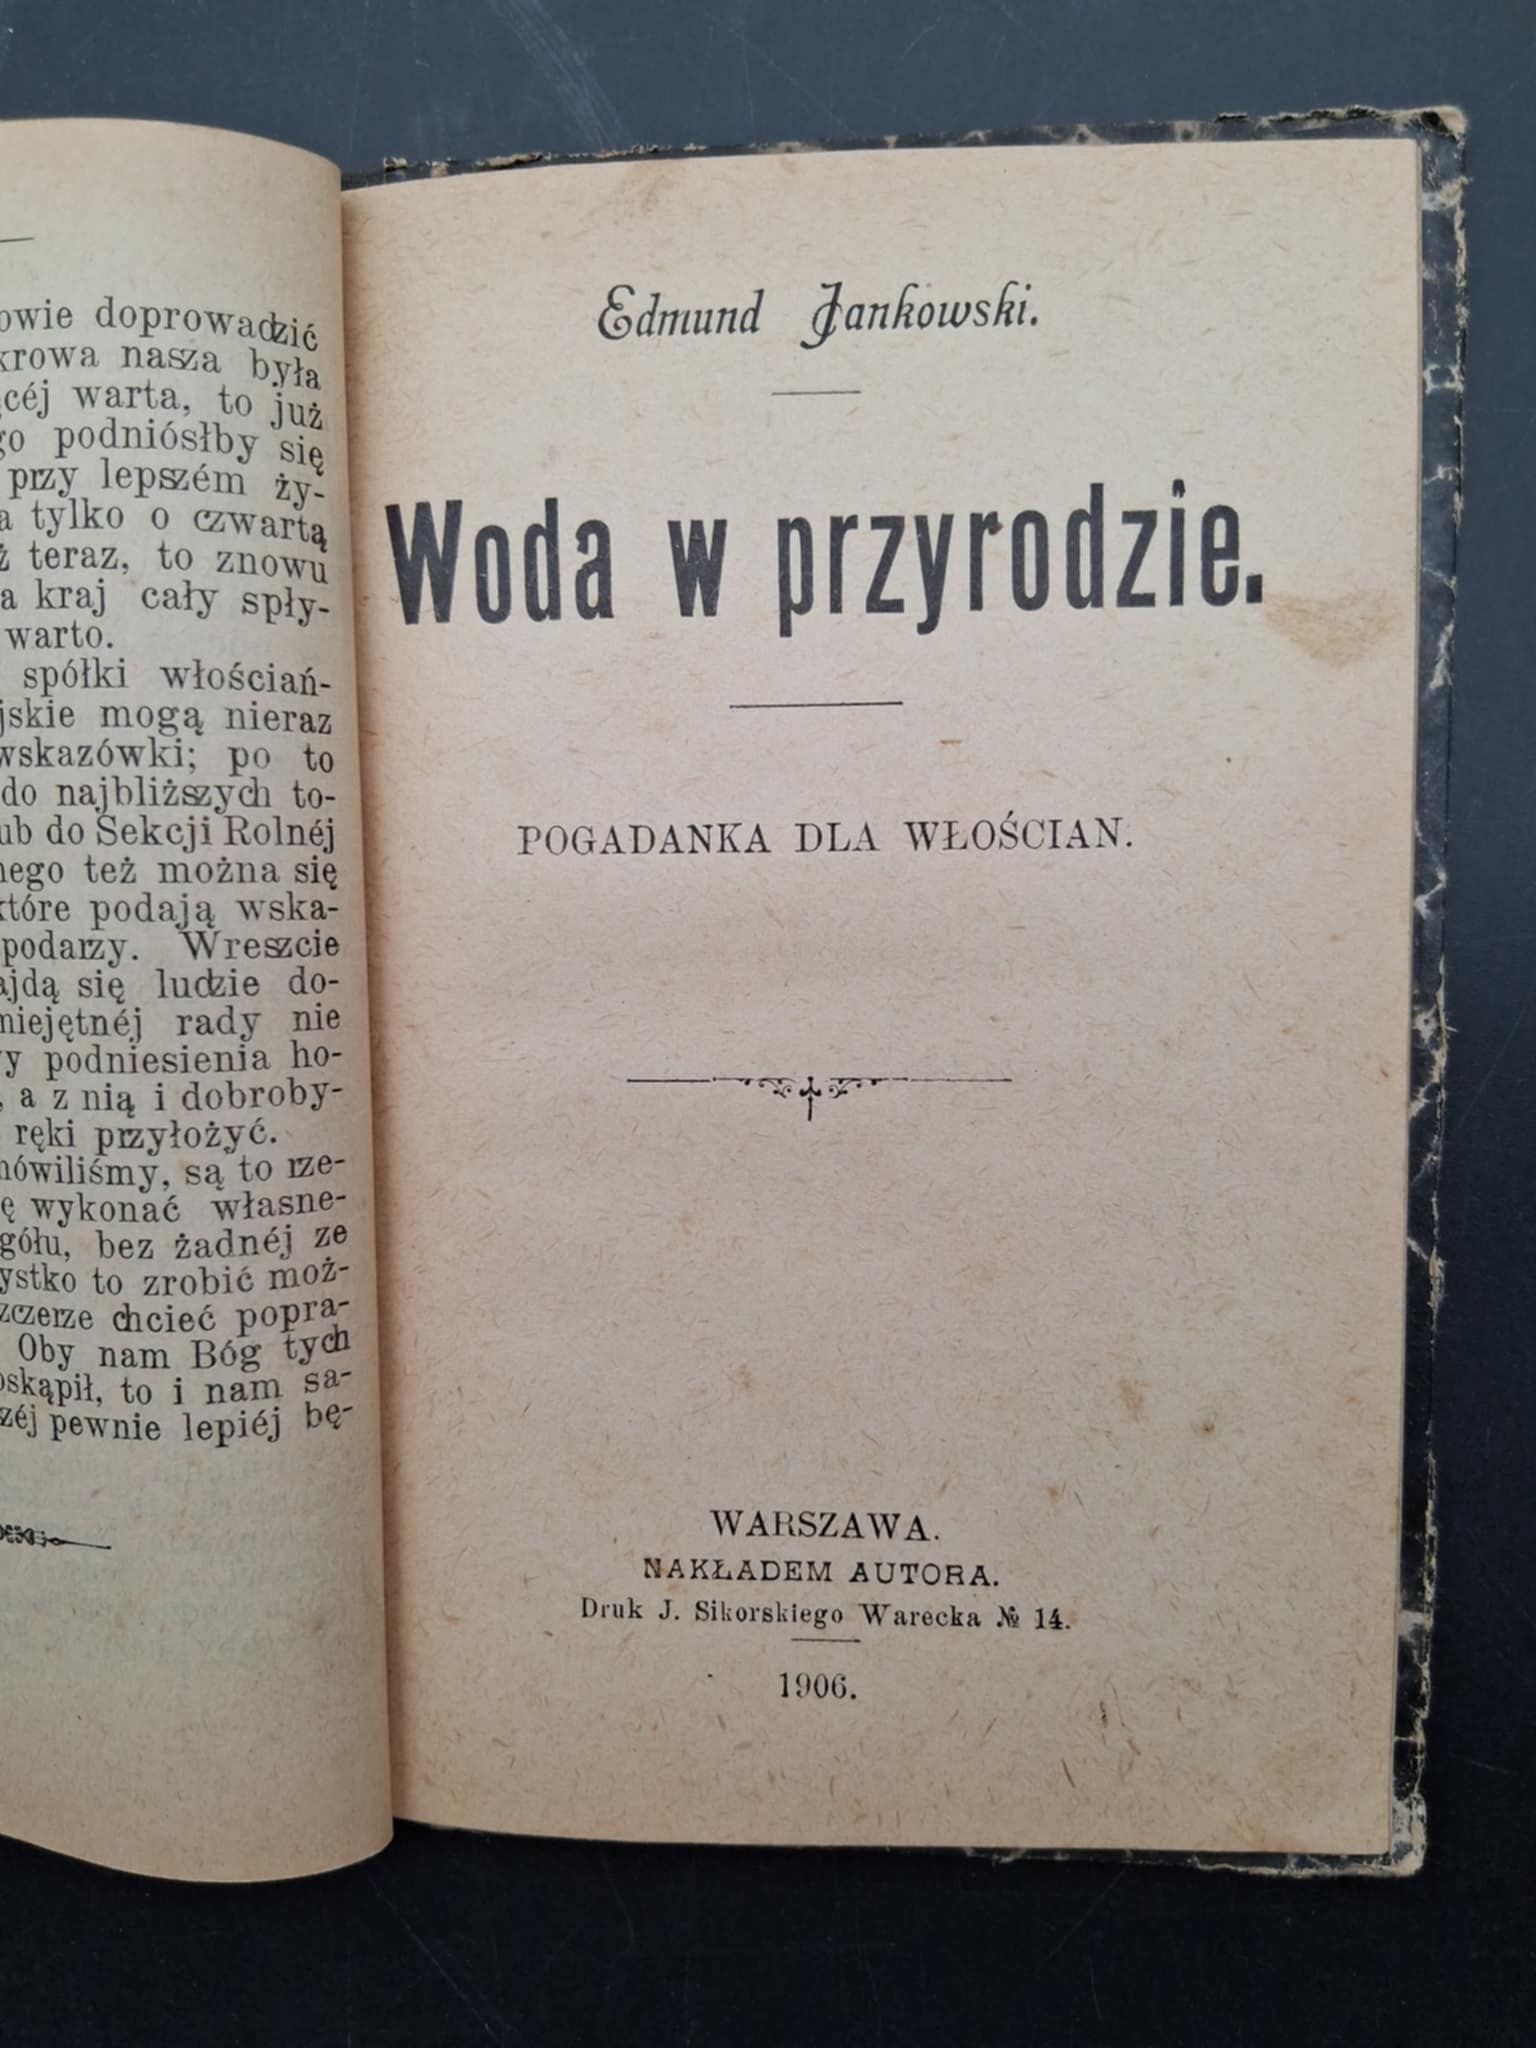 doprowadzić
krowa nasza była
warta, to już
podniósłby się
przy lepszém ży-
a tylko o czwartą
ż teraz, to znowu
a kraj cały spły-
warto.
spółki włościań-
jskie mogą nieraz
wskazówki; po to
do najbliższych to-
ub do Sekcji Rolnéj
nego też można się
które podają wska-
podarzy. Wreszcie
ajdą się ludzie do-
miejętnéj rady nie
y podniesienia ho-
, a z nią i dobroby-
ręki przyłożyć.
mówiliśmy, są to rze-
ę wykonać własne-
gółu, bez żadnéj ze
ystko to zrobić moż-
zczerze chcieć popra-
Oby nam Bóg tych
oskąpił, to i nam sa-
zéj pewnie lepiéj bę-
Edmund Jankowski.
Woda w przyrodzie.
POGADANKA DLA WŁOŚCIAN.
WARSZAWA.
NAKŁADEM AUTORA.
Druk J. Sikorskiego Warecka № 14.
1906.